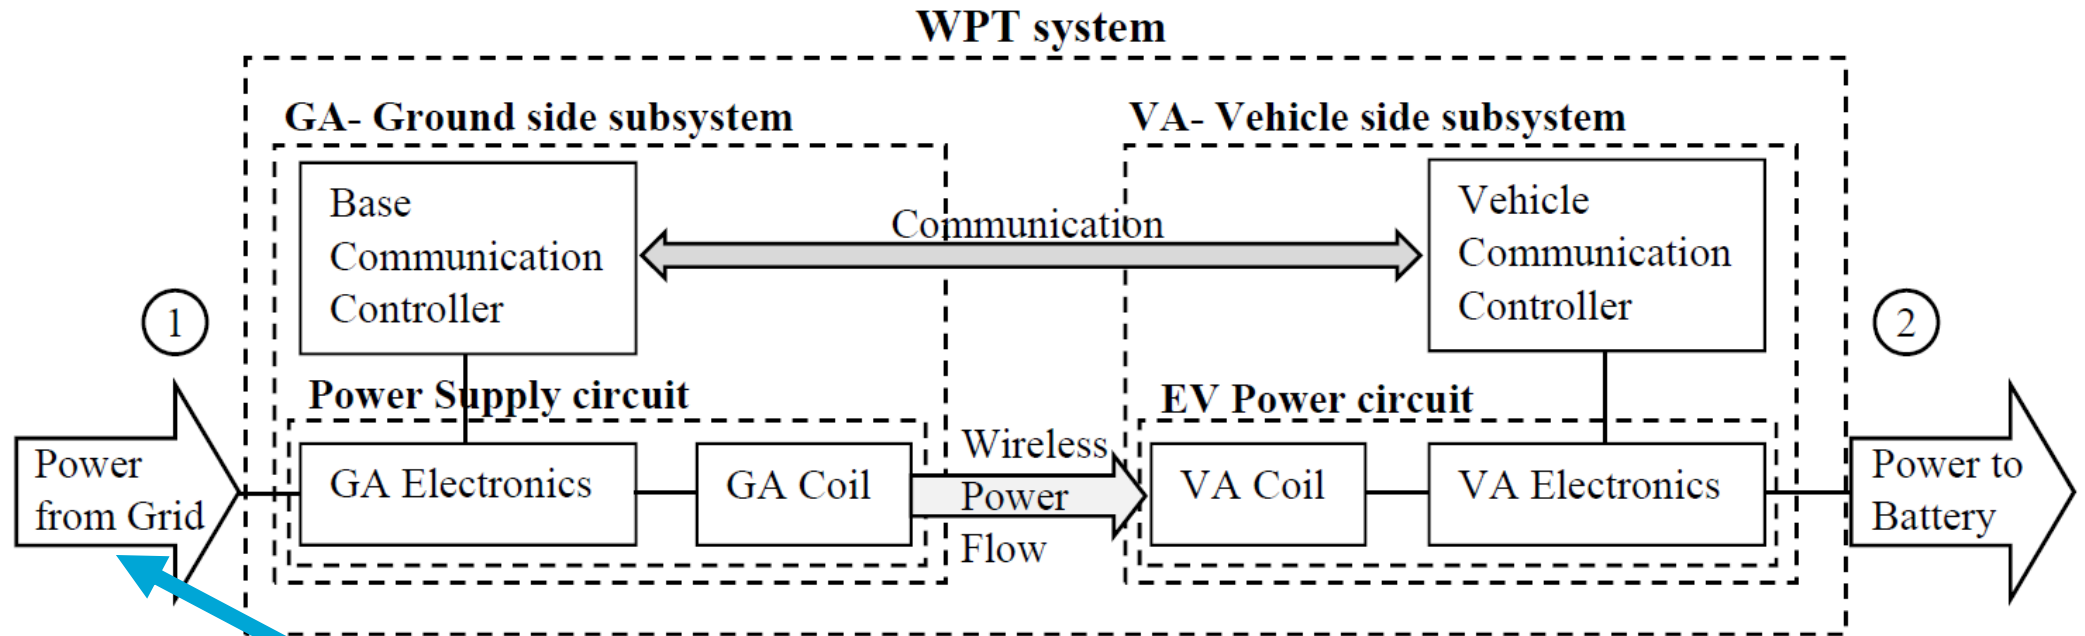 WPT system
GA- Ground side subsystem
VA- Vehicle side subsystem
Base
Communication
Controller
Communication
Vehicle
Communication
Controller
1
2
Power Supply circuit
EV Power circuit
Power
from Grid
GA Electronics
GA Coil
Wireless
Power
Flow
VA Coil
VA Electronics
Power to
Battery